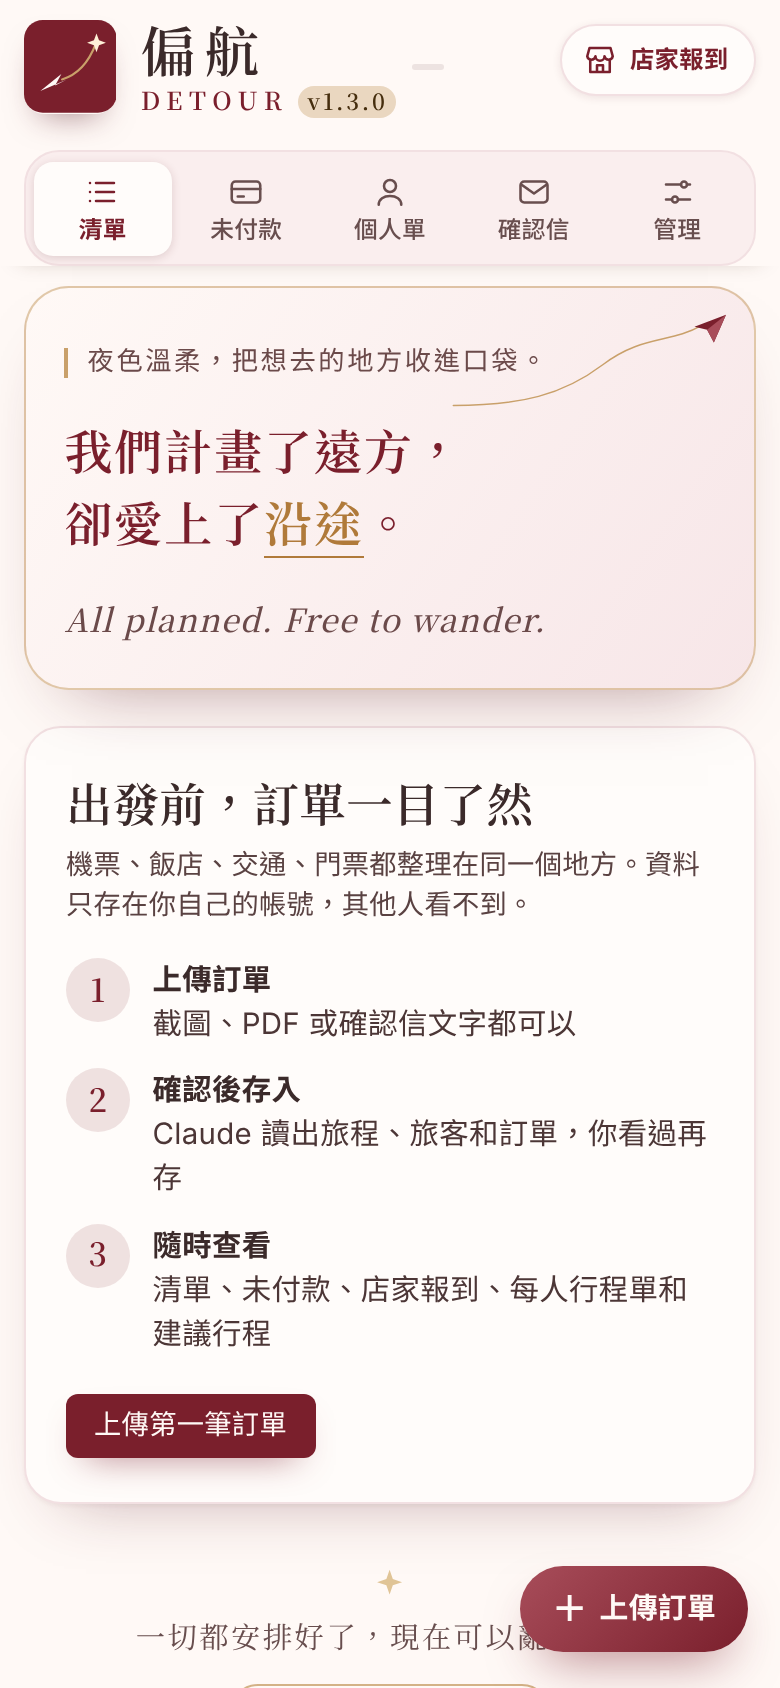 偏航
DETOUR v1.3.0
店家報到
清單
未付款
個人單
確認信
管理
夜色溫柔，把想去的地方收進口袋。
我們計畫了遠方，
卻愛上了沿途。
All planned. Free to wander.
出發前，訂單一目了然
機票、飯店、交通、門票都整理在同一個地方。資料
只存在你自己的帳號，其他人看不到。
1
上傳訂單
截圖、PDF 或確認信文字都可以
2
確認後存入
Claude 讀出旅程、旅客和訂單，你看過再
存
3
隨時查看
清單、未付款、店家報到、每人行程單和
建議行程
上傳第一筆訂單
一切都安排好了，現在可以
上傳訂單